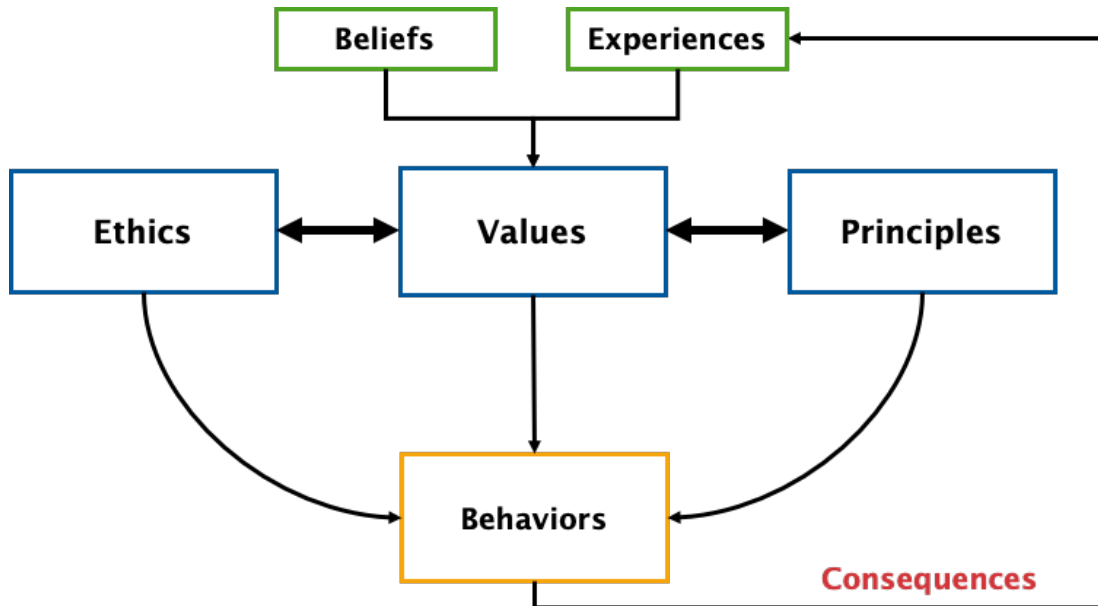 Beliefs
Experiences
Ethics
Values
Principles
Behaviors
Consequences